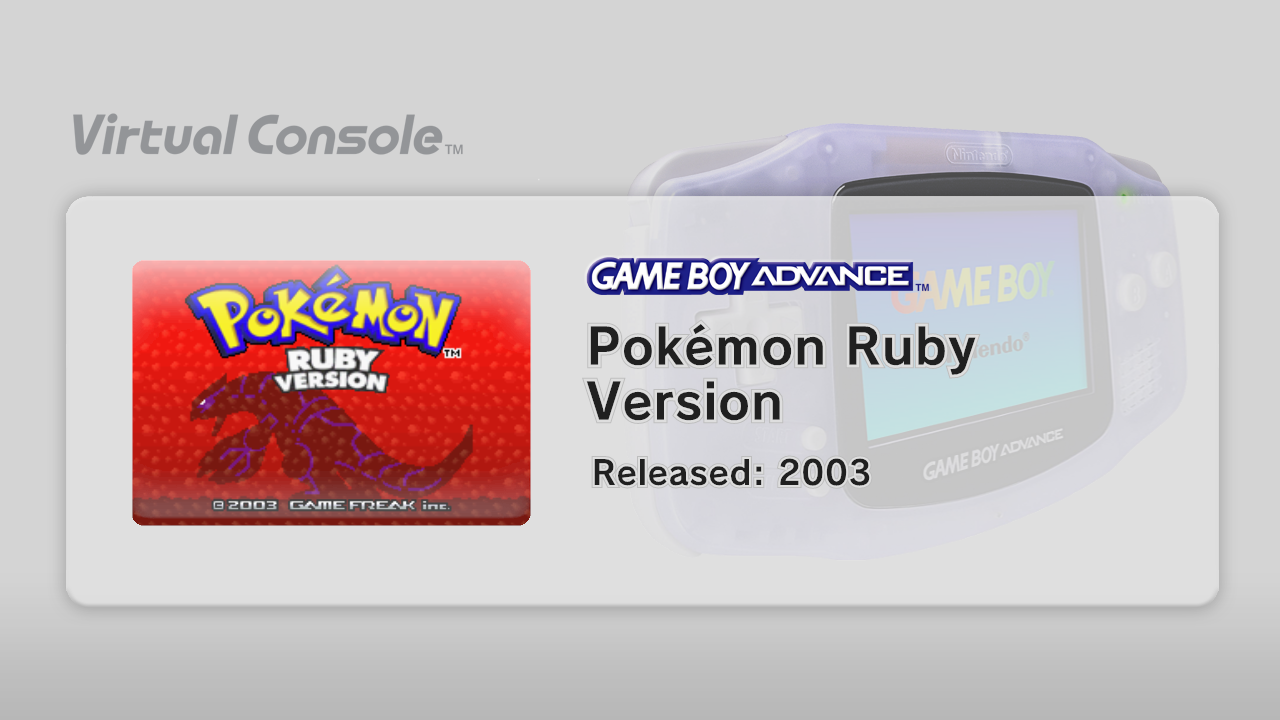 Virtual Console™
Nintendo
POKéMON™
RUBY
VERSION
©2003 GAME FREAK inc.
GAME BOY ADVANCE™
Pokémon Ruby
Version
Released: 2003
GAME BOY
Nintendo®
GAME BOY ADVANCE